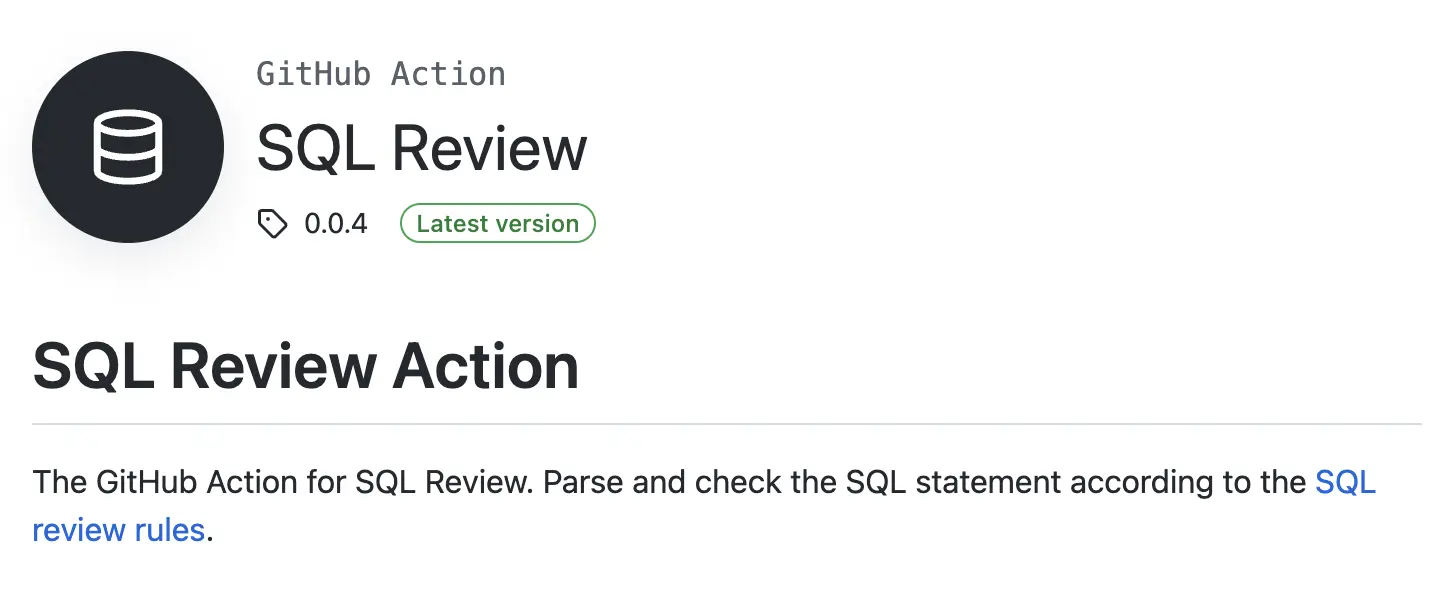 GitHub Action
SQL Review
0.0.4 Latest version
SQL Review Action
The GitHub Action for SQL Review. Parse and check the SQL statement according to the SQL
review rules.